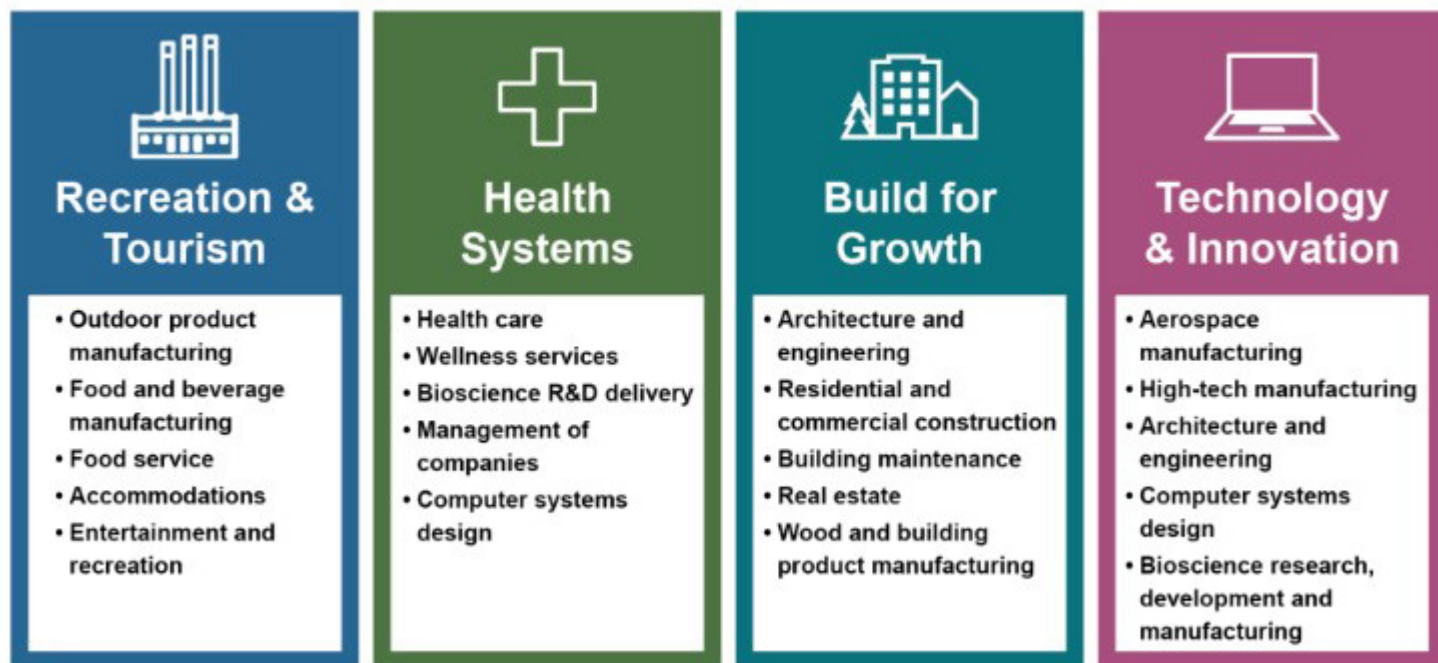 Recreation &
Tourism
• Outdoor product
manufacturing
• Food and beverage
manufacturing
• Food service
• Accommodations
• Entertainment and
recreation
Health
Systems
• Health care
• Wellness services
• Bioscience R&D delivery
• Management of
companies
• Computer systems
design
Build for
Growth
• Architecture and
engineering
• Residential and
commercial construction
• Building maintenance
• Real estate
• Wood and building
product manufacturing
Technology
& Innovation
• Aerospace
manufacturing
• High-tech manufacturing
• Architecture and
engineering
• Computer systems
design
• Bioscience research,
development and
manufacturing